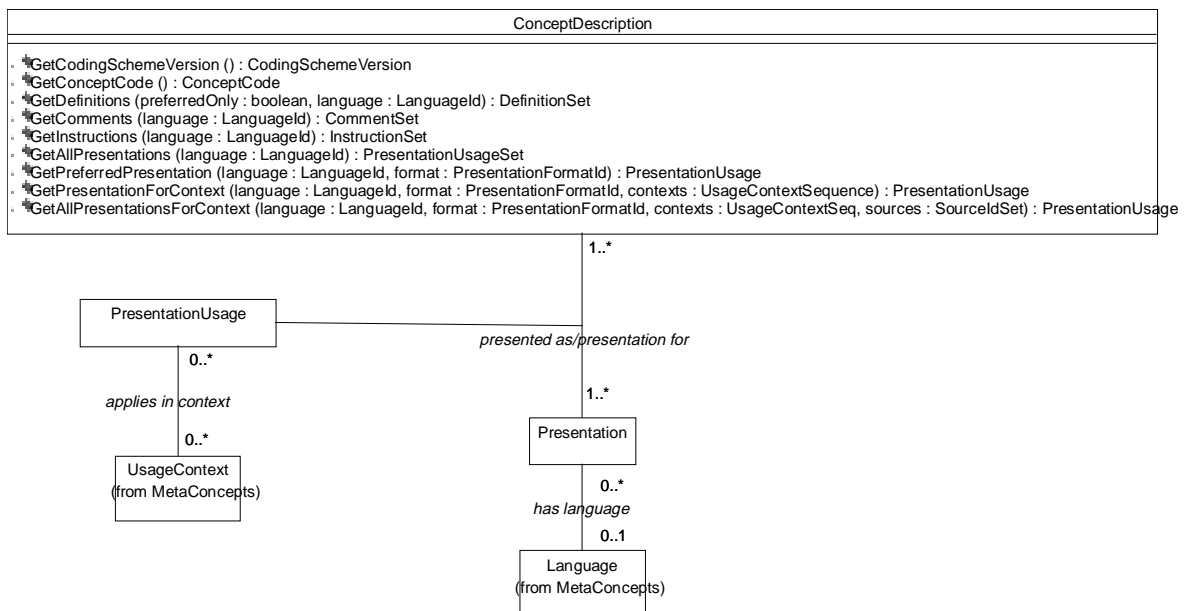 ConceptDescription
GetCodingSchemeVersion () : CodingSchemeVersion
GetConceptCode () : ConceptCode
GetDefinitions (preferredOnly : boolean, language : LanguageId) : DefinitionSet
GetComments (language : LanguageId) : CommentSet
GetInstructions (language : LanguageId) : InstructionSet
GetAllPresentations (language : LanguageId) : PresentationUsageSet
GetPreferredPresentation (language : LanguageId, format : PresentationFormatId) : PresentationUsage
GetPresentationForContext (language : LanguageId, format : PresentationFormatId, contexts : UsageContextSequence) : PresentationUsage
GetAllPresentationsForContext (language : LanguageId, format : PresentationFormatId, contexts : UsageContextSeq, sources : SourceIdSet) : PresentationUsage
1..*
PresentationUsage
presented as/presentation for
0..*
1..*
applies in context
Presentation
0..*
UsageContext
(from MetaConcepts)
0..*
has language
0..1
Language
(from MetaConcepts)